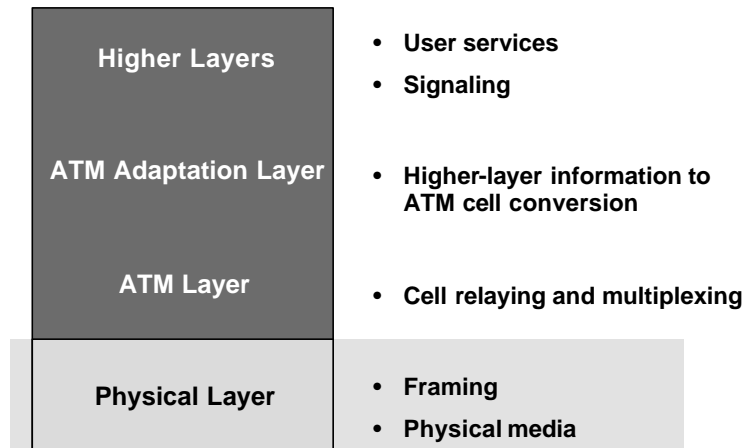 Higher Layers
• User services
• Signaling
ATM Adaptation Layer
• Higher-layer information to
ATM cell conversion
ATM Layer
• Cell relaying and multiplexing
Physical Layer
• Framing
• Physical media